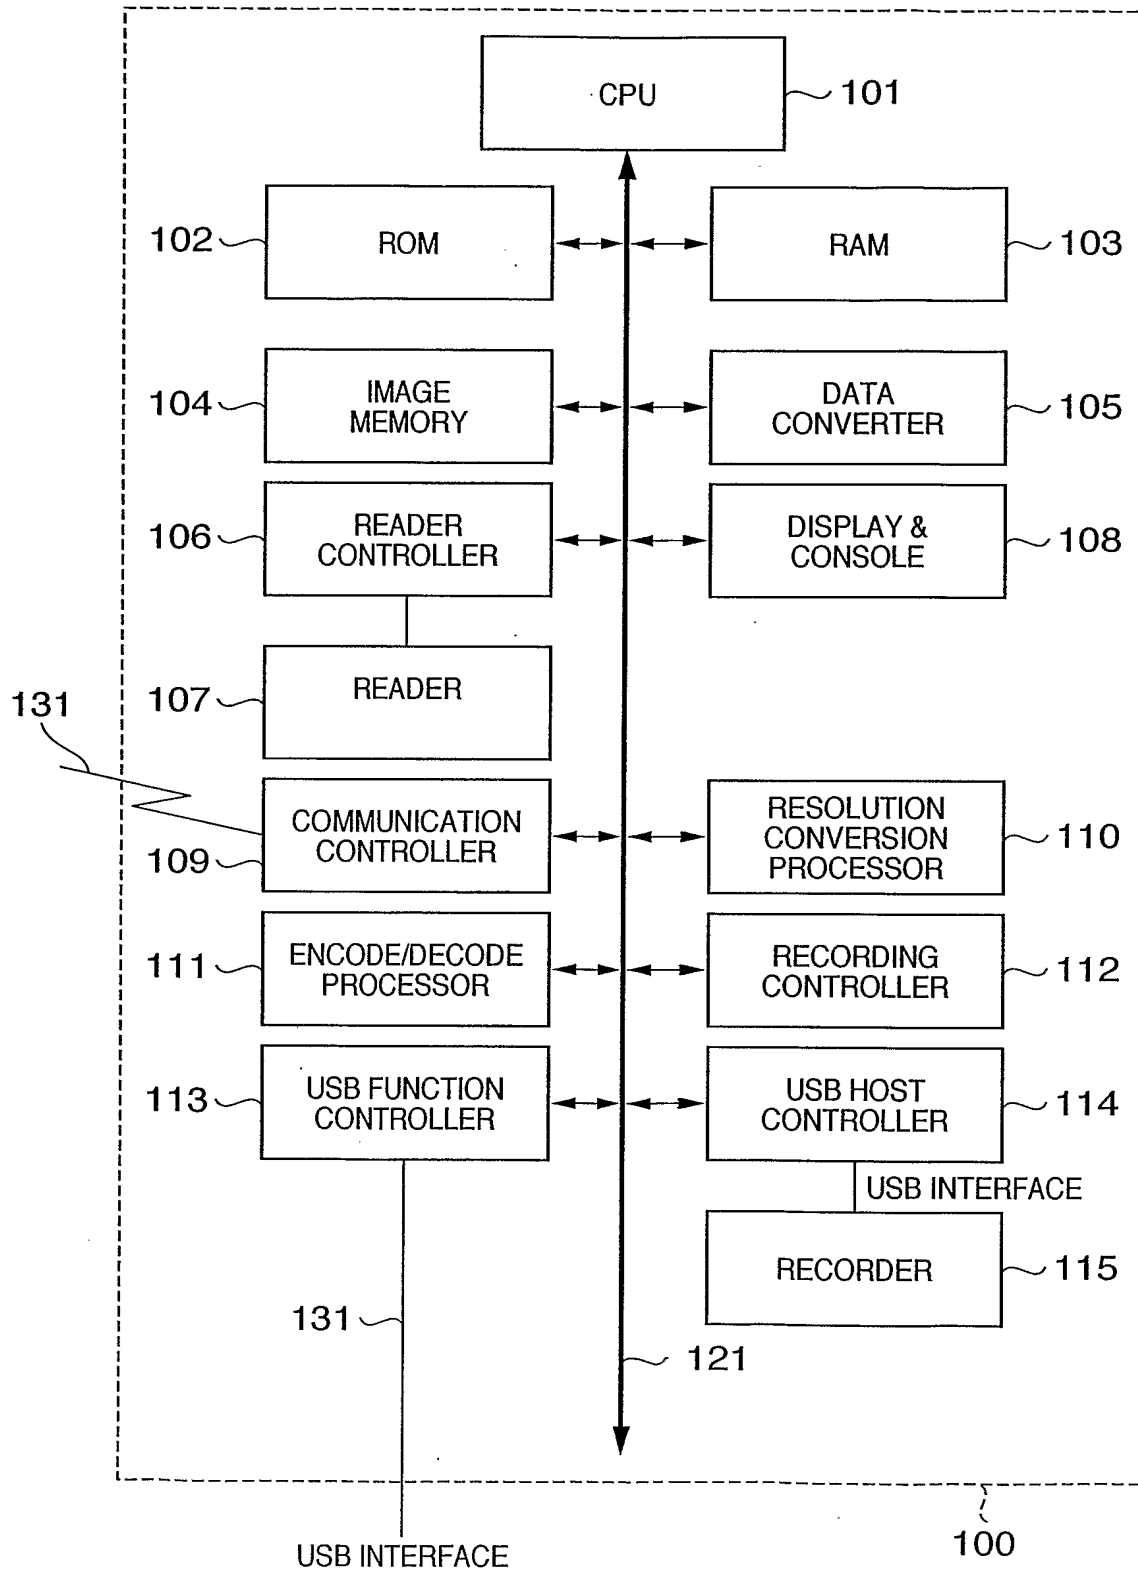 CPU
101
102
ROM
RAM
103
104
IMAGE
MEMORY
DATA
CONVERTER
105
106
READER
CONTROLLER
DISPLAY &
CONSOLE
108
107
READER
131
109
COMMUNICATION
CONTROLLER
RESOLUTION
CONVERSION
PROCESSOR
110
111
ENCODE/DECODE
PROCESSOR
RECORDING
CONTROLLER
112
113
USB FUNCTION
CONTROLLER
USB HOST
CONTROLLER
114
USB INTERFACE
RECORDER
115
131
121
100
USB INTERFACE